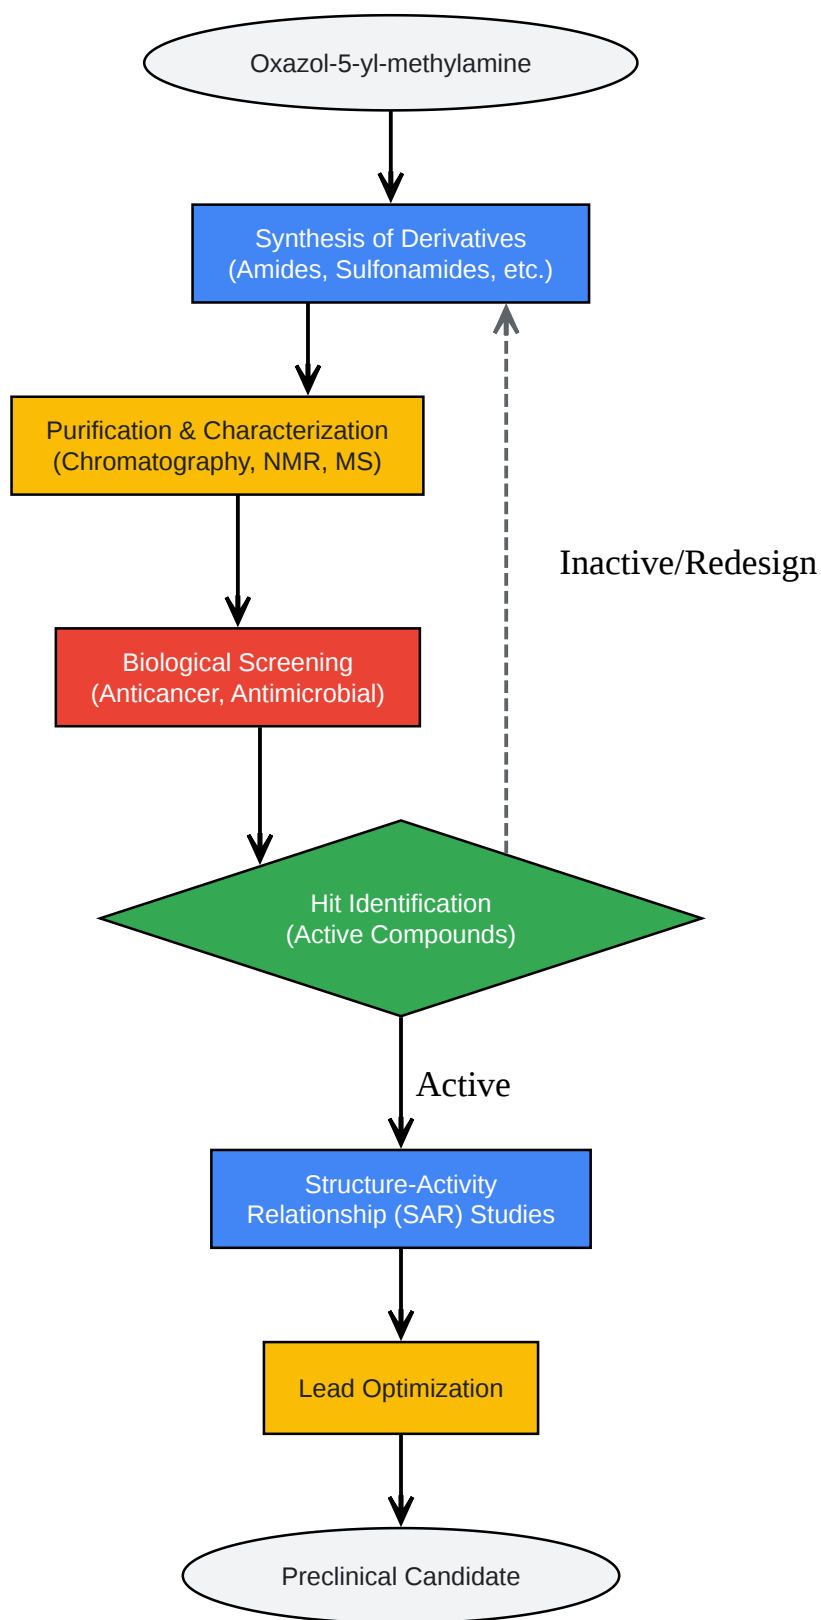 Oxazol-5-yl-methylamine
Synthesis of Derivatives
(Amides, Sulfonamides, etc.)
Purification & Characterization
(Chromatography, NMR, MS)
Inactive/Redesign
Biological Screening
(Anticancer, Antimicrobial)
Hit Identification
(Active Compounds)
Active
Structure-Activity
Relationship (SAR) Studies
Lead Optimization
Preclinical Candidate